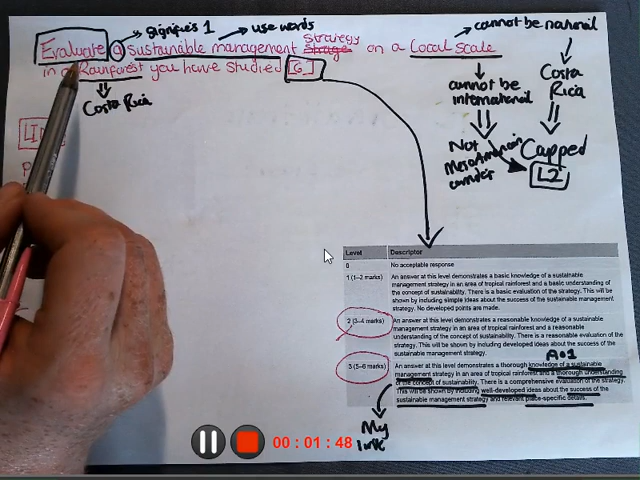 signifies 1
use words
cannot be national
Evaluate a Sustainable management strategy on a local scale
in a Rainforest you have studied [6]
Costa Rica
cannot be international
Not
MesoAmerican
Costa
Rica
Capped
L2
LIN
P
Level Descriptor
0 No acceptable response
1 (1–2 marks) An answer at this level demonstrates a basic knowledge of a sustainable
management strategy in an area of tropical rainforest and a basic understanding
of the concept of sustainability. There is a basic evaluation of the strategy. This will be
shown by including simple ideas about the success of the sustainable management
strategy. No developed points are made.
2 (3–4 marks) An answer at this level demonstrates a reasonable knowledge of a sustainable
management strategy in an area of tropical rainforest and a reasonable
understanding of the concept of sustainability. There is a reasonable evaluation of the strategy.
This will be shown by including developed ideas about the success of the
sustainable management strategy.
AO1
3 (5–6 marks) An answer at this level demonstrates a thorough knowledge of a sustainable
management strategy in an area of tropical rainforest and a thorough understanding
of the concept of sustainability. There is a comprehensive evaluation of the strategy.
This will be shown by including well-developed ideas about the success of the
sustainable management strategy and relevant place-specific details.
My
link
00:01:48